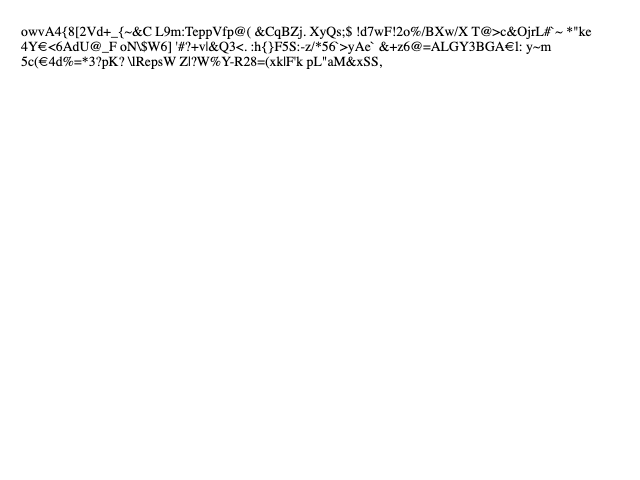 owvA4{8[2Vd+_{~&C L9m:TeppVfp@( &CqBZj. XyQs;$ !d7wF!2o%/BXw/X T@>c&OjrL#`~ *"ke
4Y€<6AdU@_F oN\$W6] '#?+v|&Q3<. :h{}F5S:-z/*56`>yAe` &+z6@=ALGY3BGA€l: y~m
5c(€4d%=*3?pK? \lRepsW Z|?W%Y-R28=(xk|F'k pL"aM&xSS,